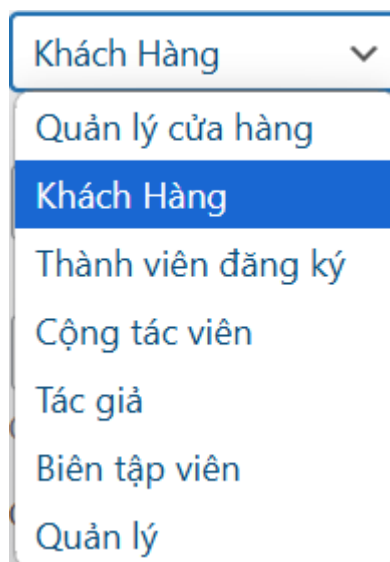 Khách Hàng
Quản lý cửa hàng
Khách Hàng
Thành viên đăng ký
Cộng tác viên
Tác giả
Biên tập viên
Quản lý